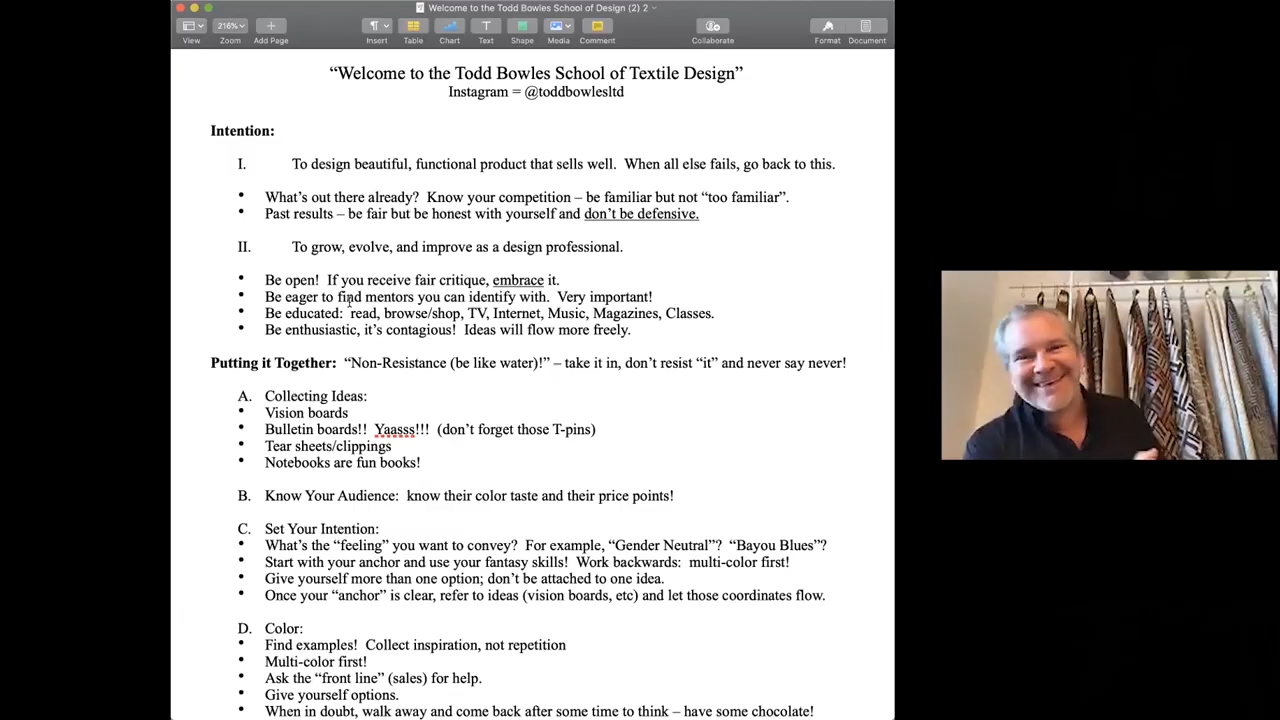 Welcome to the Todd Bowles School of Design (2) 2
216%
View Zoom Add Page Insert Table Chart Text Shape Media Comment Collaborate Format Document
“Welcome to the Todd Bowles School of Textile Design”
Instagram = @toddbowlesltd
Intention:
I. To design beautiful, functional product that sells well. When all else fails, go back to this.
• What’s out there already? Know your competition – be familiar but not “too familiar”.
• Past results – be fair but be honest with yourself and don’t be defensive.
II. To grow, evolve, and improve as a design professional.
• Be open! If you receive fair critique, embrace it.
• Be eager to find mentors you can identify with. Very important!
• Be educated: read, browse/shop, TV, Internet, Music, Magazines, Classes.
• Be enthusiastic, it’s contagious! Ideas will flow more freely.
Putting it Together: “Non-Resistance (be like water)!” – take it in, don’t resist “it” and never say never!
A. Collecting Ideas:
• Vision boards
• Bulletin boards!! Yaasss!!! (don’t forget those T-pins)
• Tear sheets/clippings
• Notebooks are fun books!
B. Know Your Audience: know their color taste and their price points!
C. Set Your Intention:
• What’s the “feeling” you want to convey? For example, “Gender Neutral”? “Bayou Blues”?
• Start with your anchor and use your fantasy skills! Work backwards: multi-color first!
• Give yourself more than one option; don’t be attached to one idea.
• Once your “anchor” is clear, refer to ideas (vision boards, etc) and let those coordinates flow.
D. Color:
• Find examples! Collect inspiration, not repetition
• Multi-color first!
• Ask the “front line” (sales) for help.
• Give yourself options.
• When in doubt, walk away and come back after some time to think – have some chocolate!